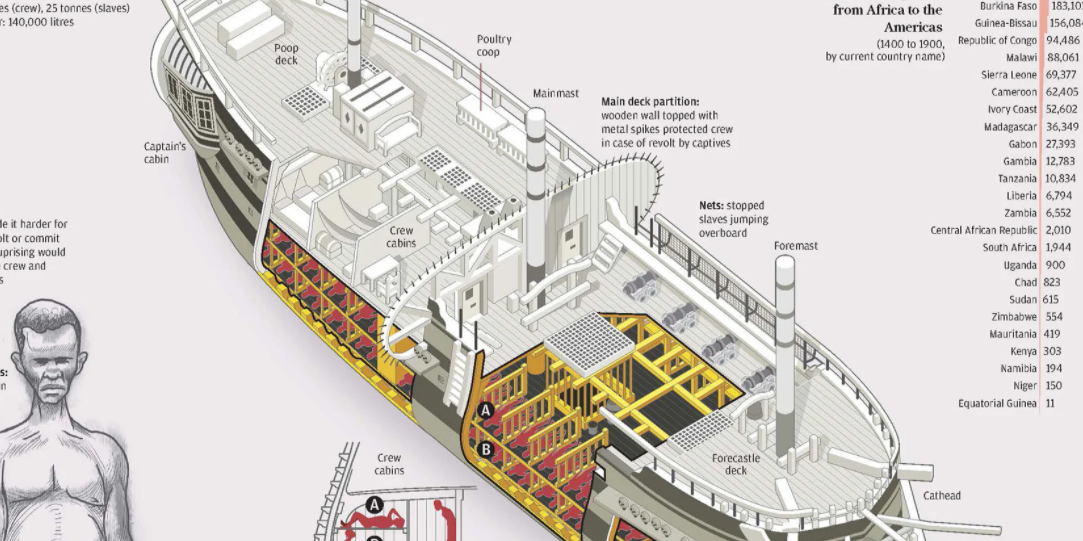 es (crew), 25 tonnes (slaves)
r: 140,000 litres
Poop
deck
Captain's
cabin
Poultry
coop
Mainmast
Main deck partition:
wooden wall topped with
metal spikes protected crew
in case of revolt by captives
Crew
cabins
Nets: stopped
slaves jumping
overboard
Foremast
de it harder for
olt or commit
uprising would
crew and
s
s:
n
A
B
Crew
cabins
A
Forecastle
deck
Cathead
from Africa to the
Americas
(1400 to 1900,
by current country name)
Burkina Faso 183,101
Guinea-Bissau 156,084
Republic of Congo 94,486
Malawi 88,061
Sierra Leone 69,377
Cameroon 62,405
Ivory Coast 52,602
Madagascar 36,349
Gabon 27,393
Gambia 12,783
Tanzania 10,834
Liberia 6,794
Zambia 6,552
Central African Republic 2,010
South Africa 1,944
Uganda 900
Chad 823
Sudan 615
Zimbabwe 554
Mauritania 419
Kenya 303
Namibia 194
Niger 150
Equatorial Guinea 11